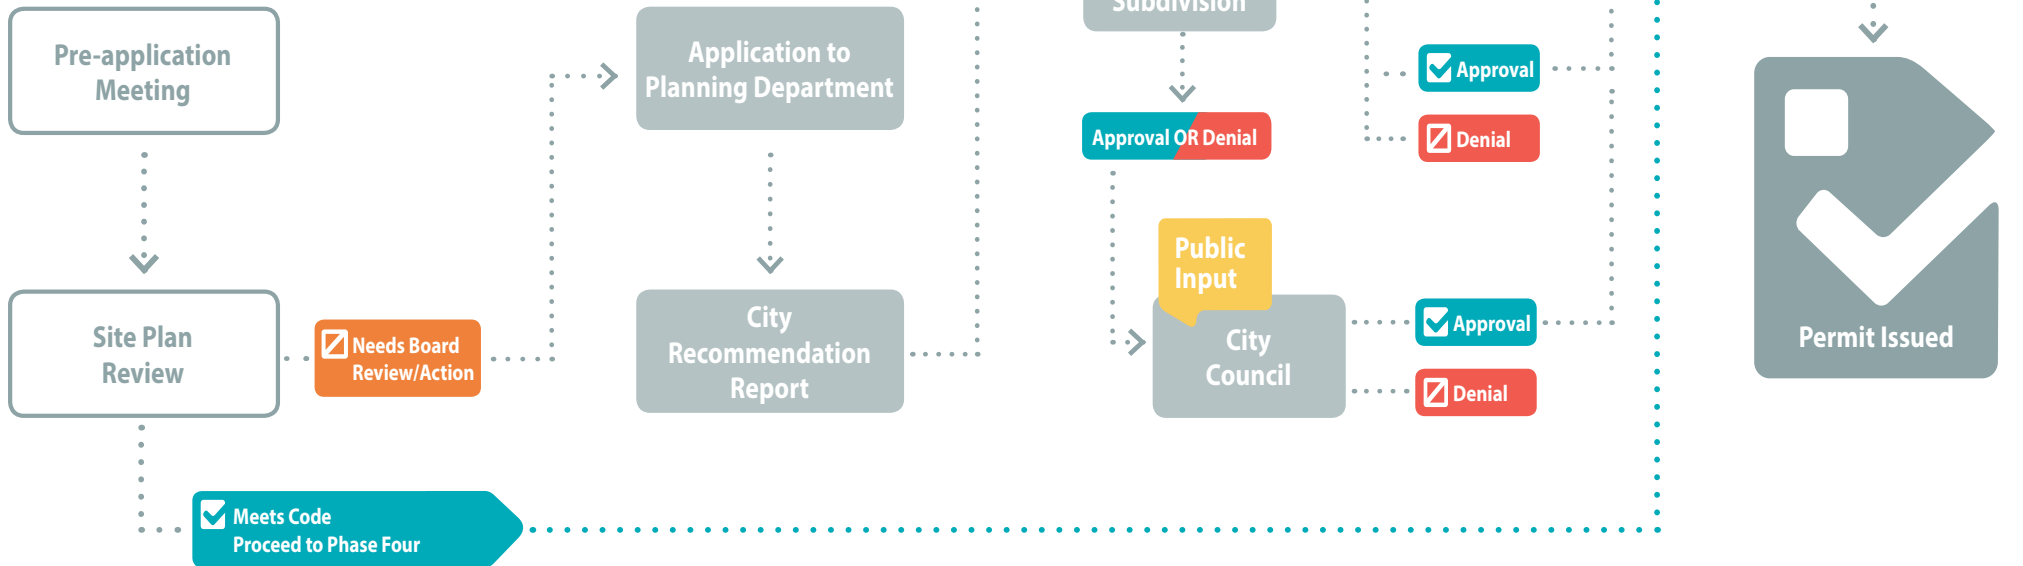 Pre-application
Meeting
Site Plan
Review
Needs Board
Review/Action
Meets Code
Proceed to Phase Four
Application to
Planning Department
City
Recommendation
Report
Subdivision
Approval OR Denial
Public
Input
City
Council
Approval
Denial
Approval
Denial
Permit Issued